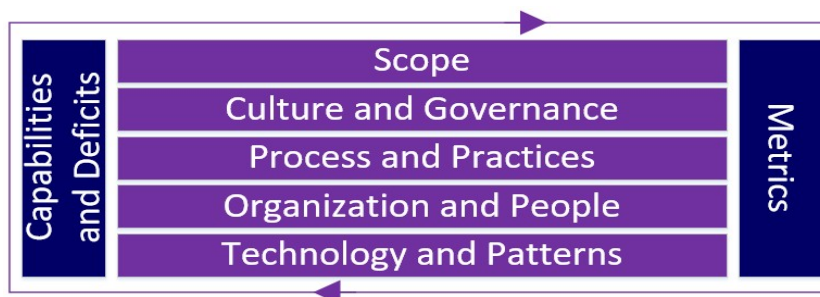 Capabilities
and Deficits
Scope
Culture and Governance
Process and Practices
Organization and People
Technology and Patterns
Metrics